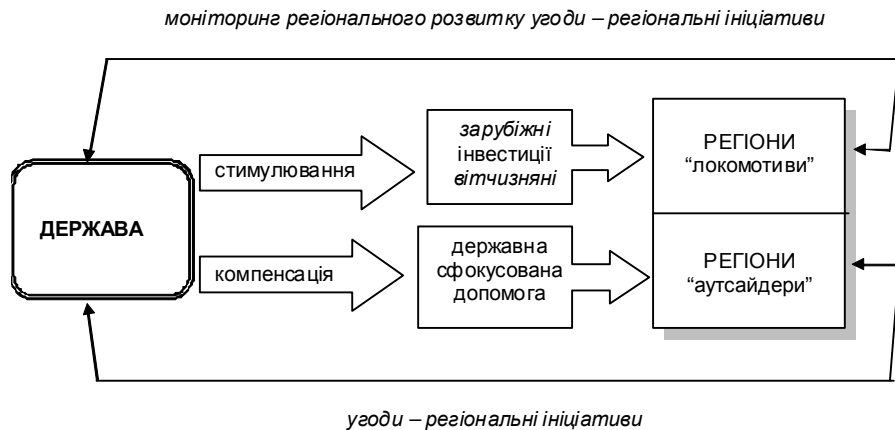 моніторинг регіонального розвитку угоди – регіональні ініціативи
ДЕРЖАВА
стимулювання
зарубіжні
інвестиції
вітчизняні
РЕГІОНИ
“локомотиви”
компенсація
державна
сфокусована
допомога
РЕГІОНИ
“аутсайдери”
угоди – регіональні ініціативи